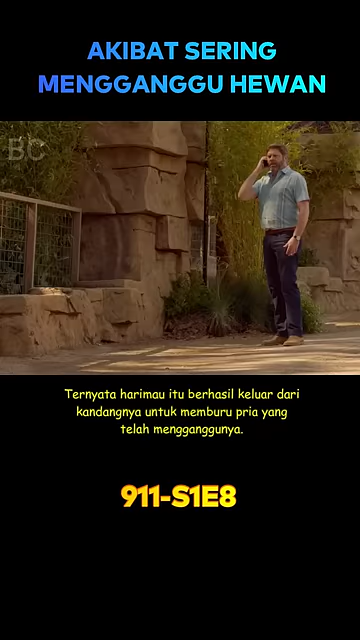 AKIBAT SERING
MENGGANGGU HEWAN
BC
Ternyata harimau itu berhasil keluar dari
kandangnya untuk memburu pria yang
telah mengganggunya.
911-S1E8